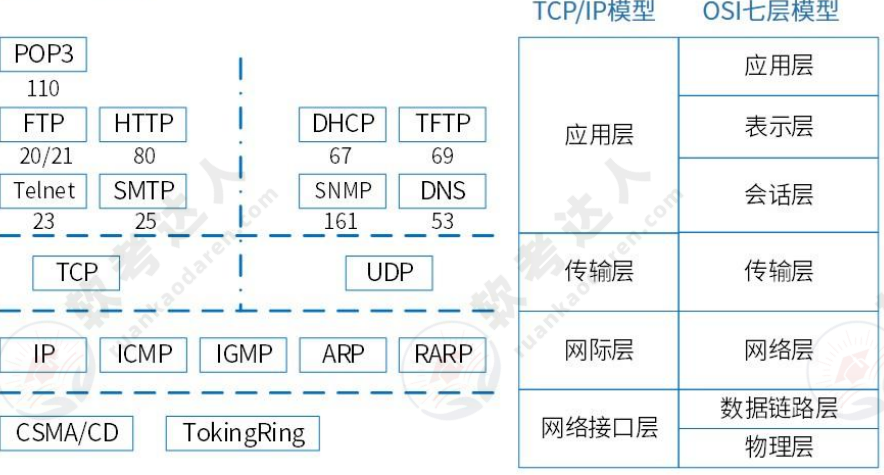 TCP/IP模型 OSI七层模型
POP3
110
FTP HTTP DHCP TFTP
20/21 80 67 69
Telnet SMTP SNMP DNS
23 25 161 53
TCP UDP
IP ICMP IGMP ARP RARP
CSMA/CD TokingRing
应用层 应用层
表示层
会话层
传输层 传输层
网际层 网络层
网络接口层 数据链路层
物理层
软考达人
ruankaodaren.com
软考达人
ruankaodaren.com